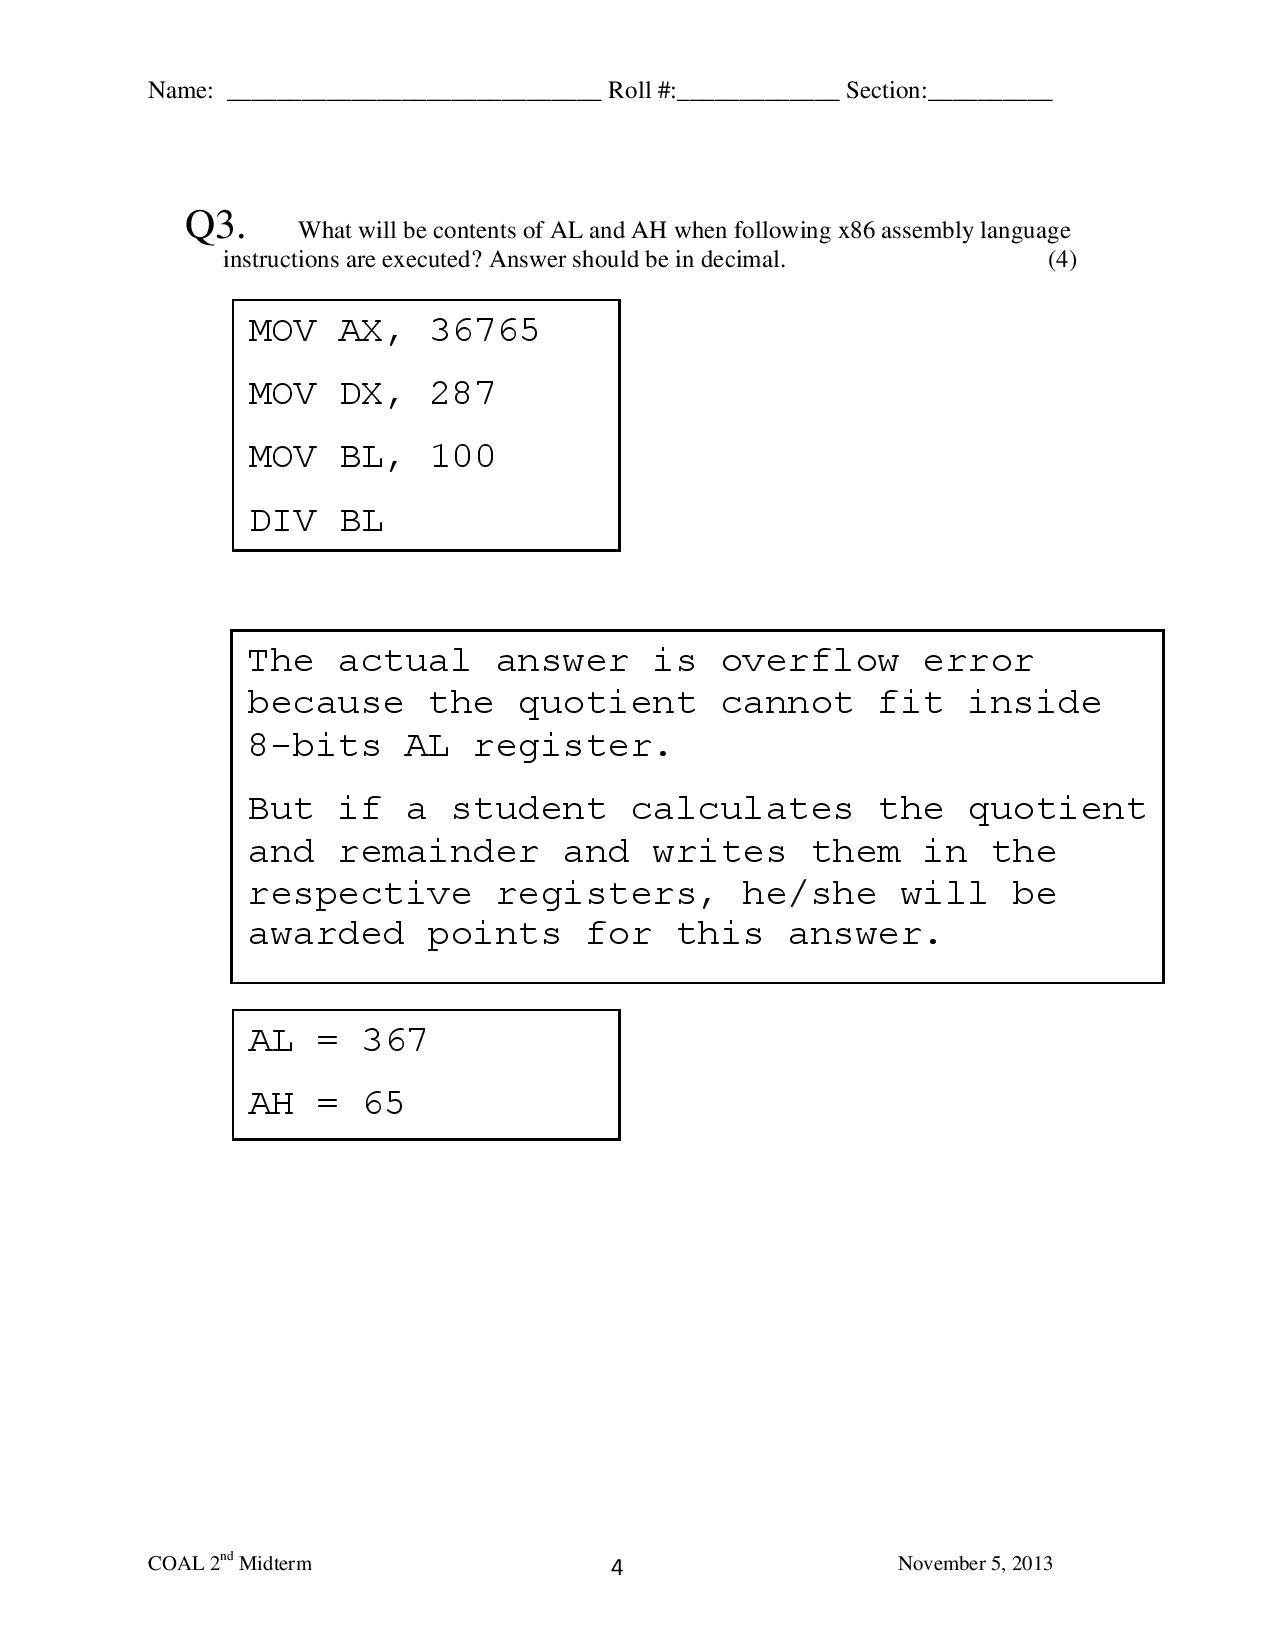 Name: ______________________________ Roll #:_____________ Section:__________
Q3. What will be contents of AL and AH when following x86 assembly language
instructions are executed? Answer should be in decimal. (4)
MOV AX, 36765
MOV DX, 287
MOV BL, 100
DIV BL
The actual answer is overflow error
because the quotient cannot fit inside
8-bits AL register.
But if a student calculates the quotient
and remainder and writes them in the
respective registers, he/she will be
awarded points for this answer.
AL = 367
AH = 65
COAL 2nd Midterm 4 November 5, 2013